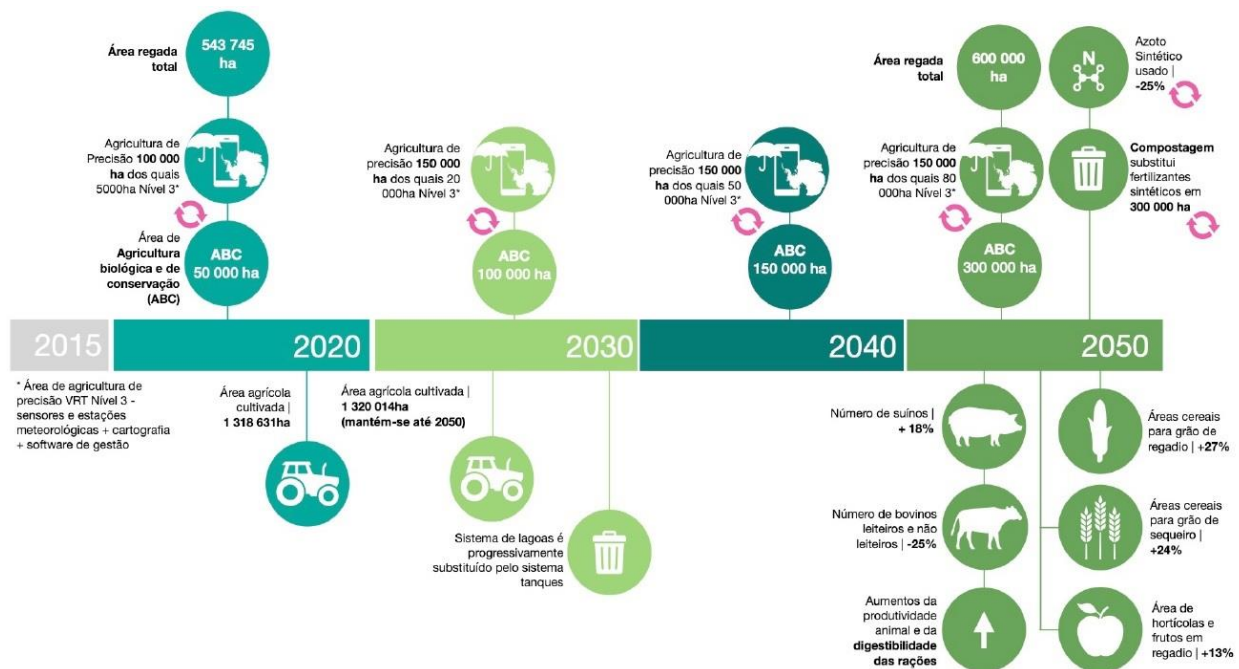 Área regada
total
543 745
ha
Agricultura de
Precisão 100 000
ha dos quais
5000ha Nível 3*
Área de
Agricultura
biológica e de
conservação
(ABC)
ABC
50 000 ha
Agricultura de
precisão 150 000
ha dos quais 20
000ha Nível 3*
ABC
100 000 ha
Agricultura de
precisão 150 000
ha dos quais 50
000ha Nível 3*
ABC
150 000 ha
Área regada
total
600 000
ha
Agricultura de
precisão 150 000
ha dos quais 80
000ha Nível 3*
ABC
300 000 ha
N
Azoto
Sintético
usado |
-25%
Compostagem
substitui
fertilizantes
sintéticos em
300 000 ha
2015
2020
2030
2040
2050
* Área de agricultura de
precisão VRT Nível 3 -
sensores e estações
meteorológicas + cartografia
+ software de gestão
Área agrícola
cultivada |
1 318 631ha
Área agrícola cultivada |
1 320 014ha
(mantém-se até 2050)
Sistema de lagoas é
progressivamente
substituído pelo sistema
tanques
Número de suínos |
+ 18%
Número de bovinos
leiteiros e não
leiteiros | -25%
Aumentos da
produtividade
animal e da
digestibilidade
das rações
Áreas cereais
para grão de
regadio | +27%
Áreas cereais
para grão de
sequeiro |
+24%
Área de
hortícolas e
frutos em
regadio | +13%